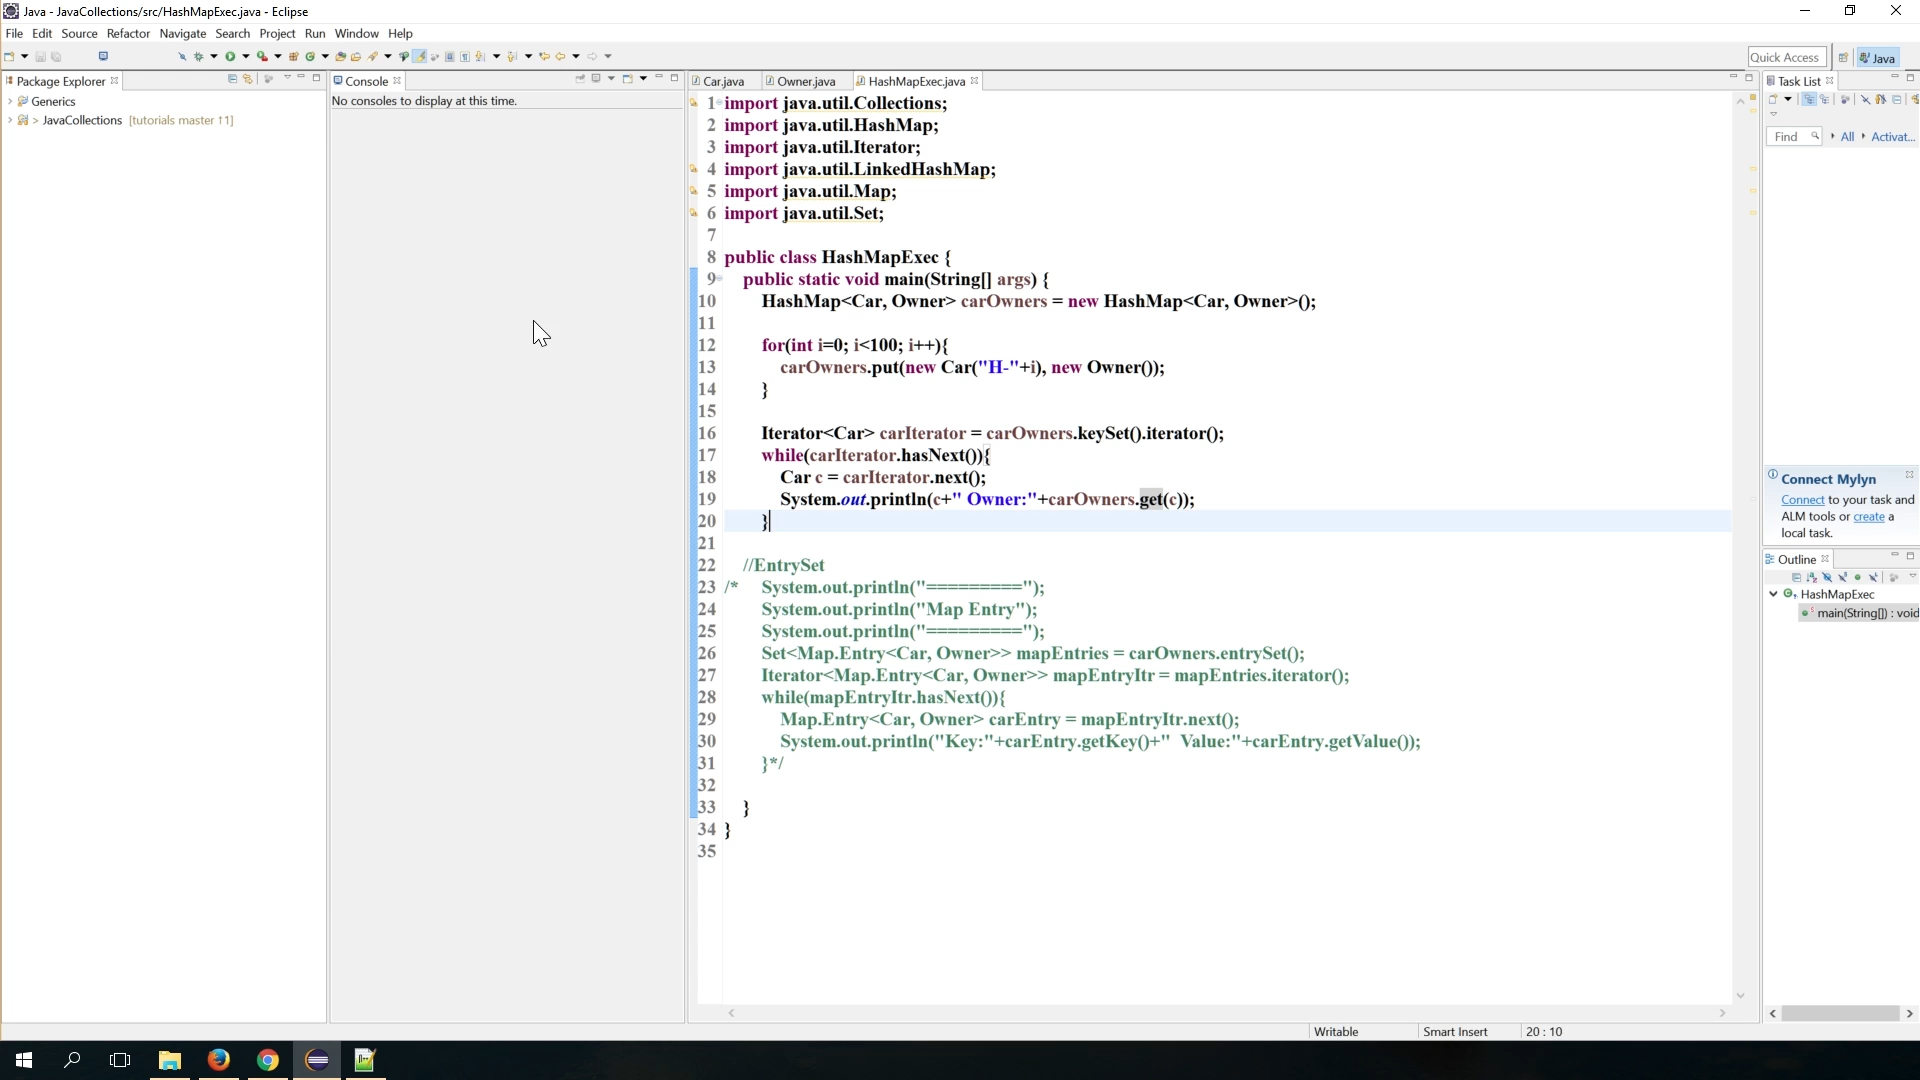 Java - JavaCollections/src/HashMapExec.java - Eclipse
File Edit Source Refactor Navigate Search Project Run Window Help
Quick Access
Java
Package Explorer
Generics
> JavaCollections [tutorials master ↑1]
Console
No consoles to display at this time.
Car.java Owner.java HashMapExec.java
1 import java.util.Collections;
2 import java.util.HashMap;
3 import java.util.Iterator;
4 import java.util.LinkedHashMap;
5 import java.util.Map;
6 import java.util.Set;
7
8 public class HashMapExec {
9 public static void main(String[] args) {
10 HashMap<Car, Owner> carOwners = new HashMap<Car, Owner>();
11
12 for(int i=0; i<100; i++){
13 carOwners.put(new Car("H-"+i), new Owner());
14 }
15
16 Iterator<Car> carIterator = carOwners.keySet().iterator();
17 while(carIterator.hasNext()){
18 Car c = carIterator.next();
19 System.out.println(c+" Owner:"+carOwners.get(c));
20 }
21
22 //EntrySet
23 /* System.out.println("=========");
24 System.out.println("Map Entry");
25 System.out.println("=========");
26 Set<Map.Entry<Car, Owner>> mapEntries = carOwners.entrySet();
27 Iterator<Map.Entry<Car, Owner>> mapEntryItr = mapEntries.iterator();
28 while(mapEntryItr.hasNext()){
29 Map.Entry<Car, Owner> carEntry = mapEntryItr.next();
30 System.out.println("Key:"+carEntry.getKey()+" Value:"+carEntry.getValue());
31 }*/
32
33 }
34 }
35
Task List
Find All Activat...
Connect Mylyn
Connect to your task and
ALM tools or create a
local task.
Outline
HashMapExec
main(String[]) : void
Writable Smart Insert 20 : 10